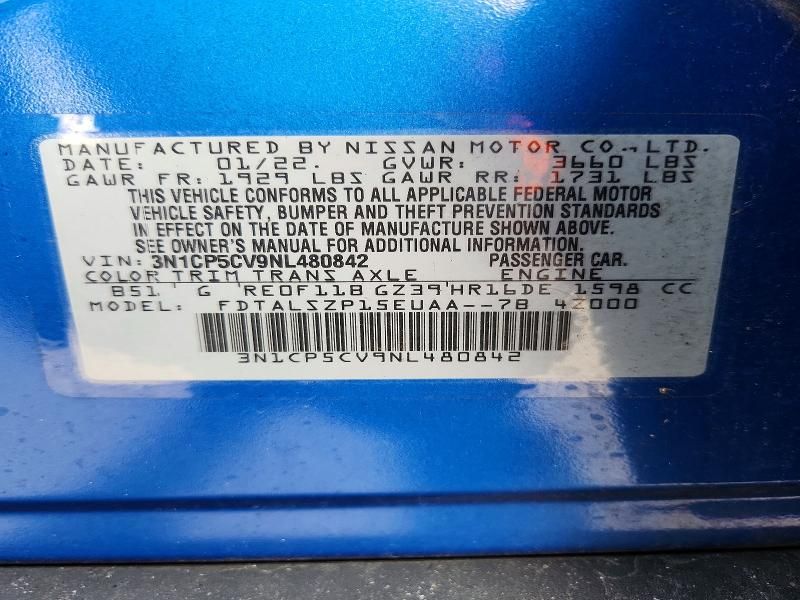 MANUFACTURED BY NISSAN MOTOR CO., LTD.
DATE: 01/22. GVWR: 3660 LBS
GAWR FR: 1929 LBS GAWR RR: 1731 LBS
THIS VEHICLE CONFORMS TO ALL APPLICABLE FEDERAL MOTOR
VEHICLE SAFETY, BUMPER AND THEFT PREVENTION STANDARDS
IN EFFECT ON THE DATE OF MANUFACTURE SHOWN ABOVE.
SEE OWNER'S MANUAL FOR ADDITIONAL INFORMATION.
VIN: 3N1CP5CV9NL480842 PASSENGER CAR.
COLOR TRIM TRANS AXLE ENGINE
B51 G RE0F11B GZ39 HR16DE 1598 CC
MODEL: FDTALSZP15EUAA--7B 4Z000
3N1CP5CV9NL480842